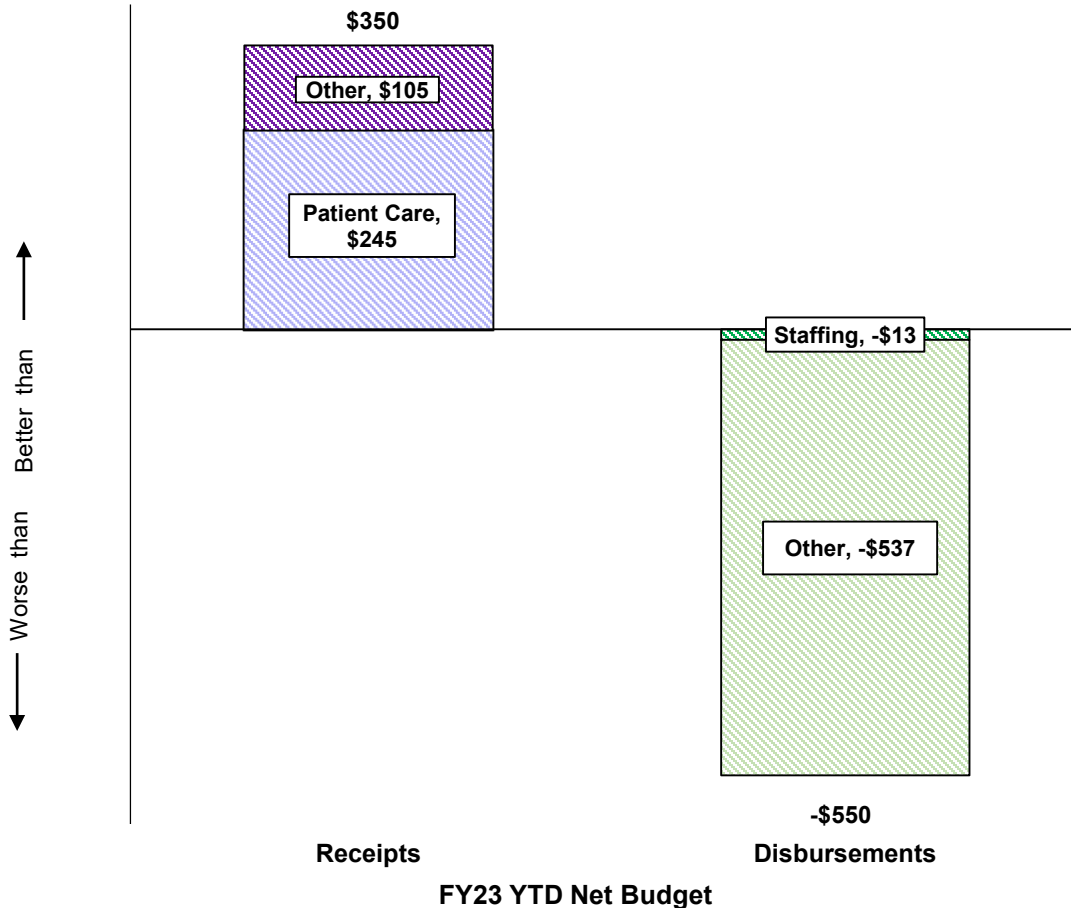 $350
Other, $105
Patient Care,
$245
Staffing, -$13
Other, -$537
-$550
Better than
Worse than
Receipts
Disbursements
FY23 YTD Net Budget